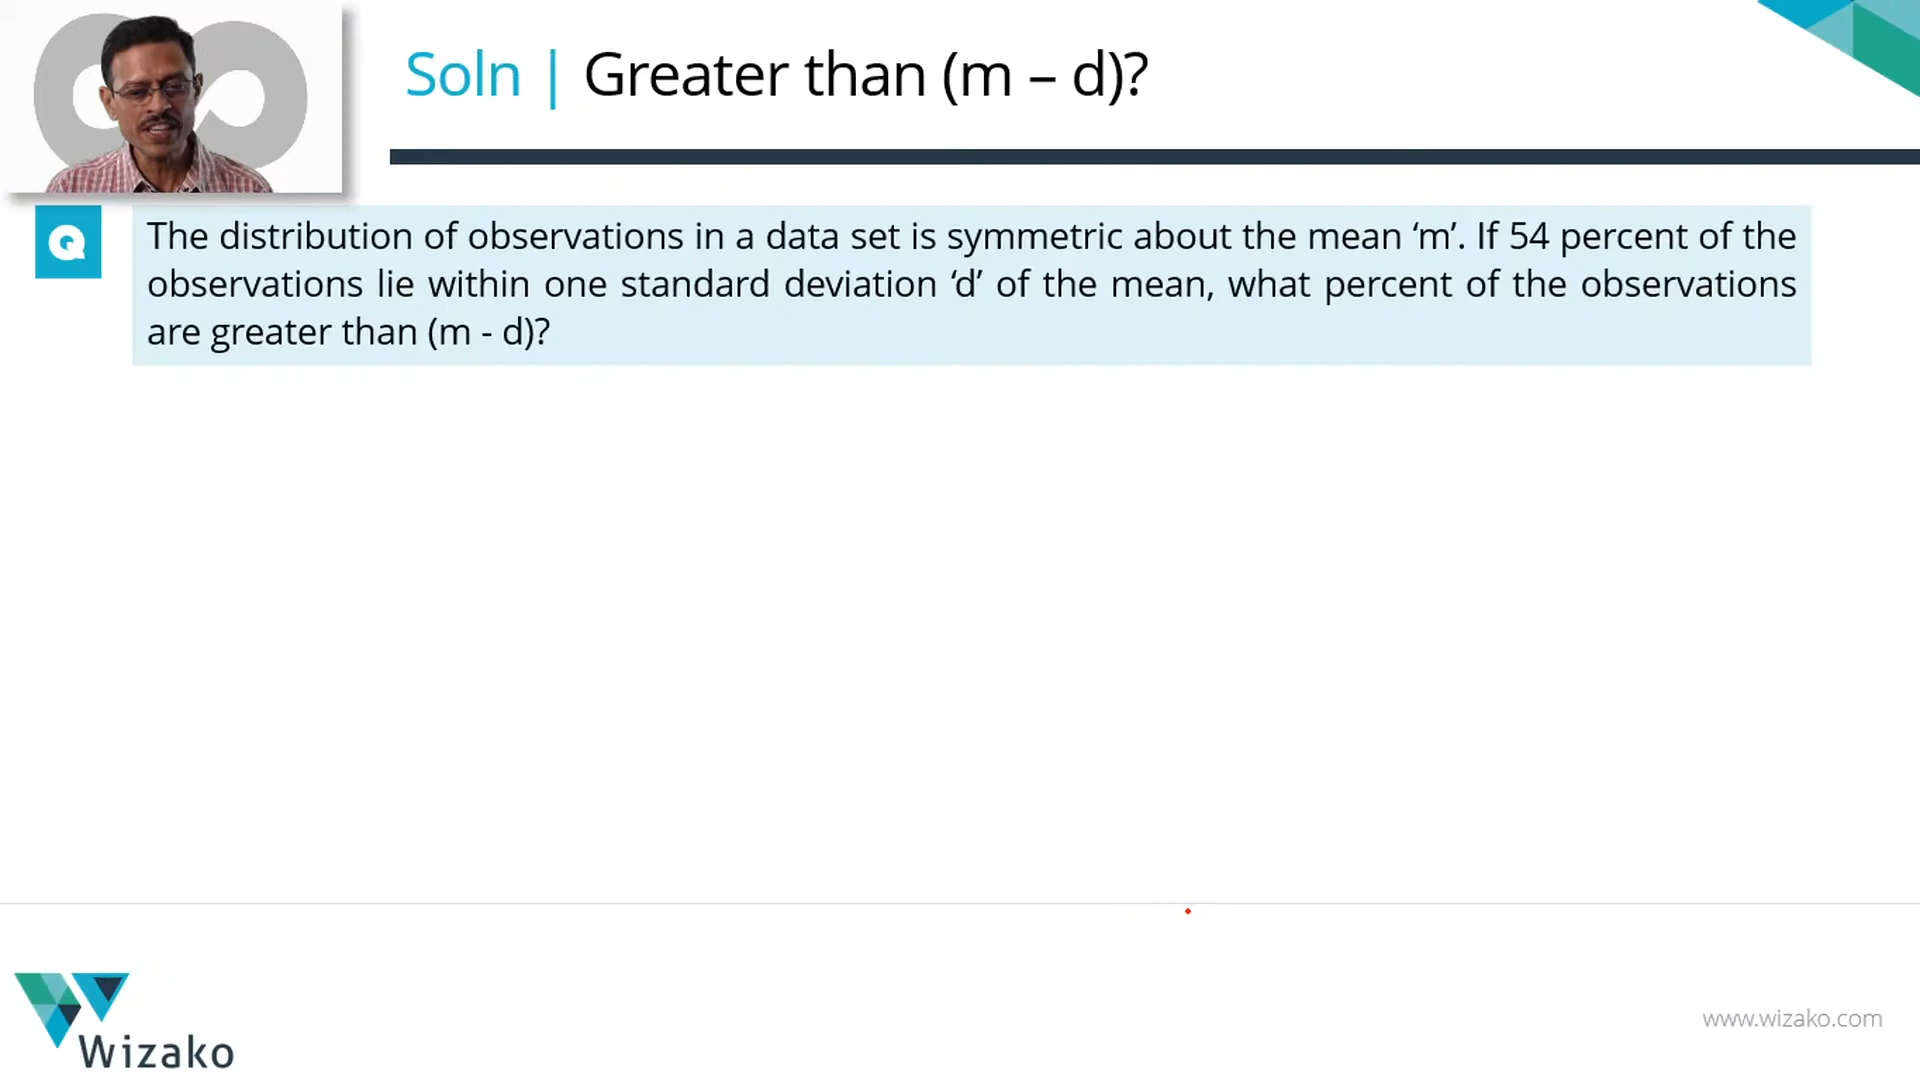 Soln | Greater than (m – d)?
Q
The distribution of observations in a data set is symmetric about the mean ‘m’. If 54 percent of the
observations lie within one standard deviation ‘d’ of the mean, what percent of the observations
are greater than (m - d)?
Wizako
www.wizako.com